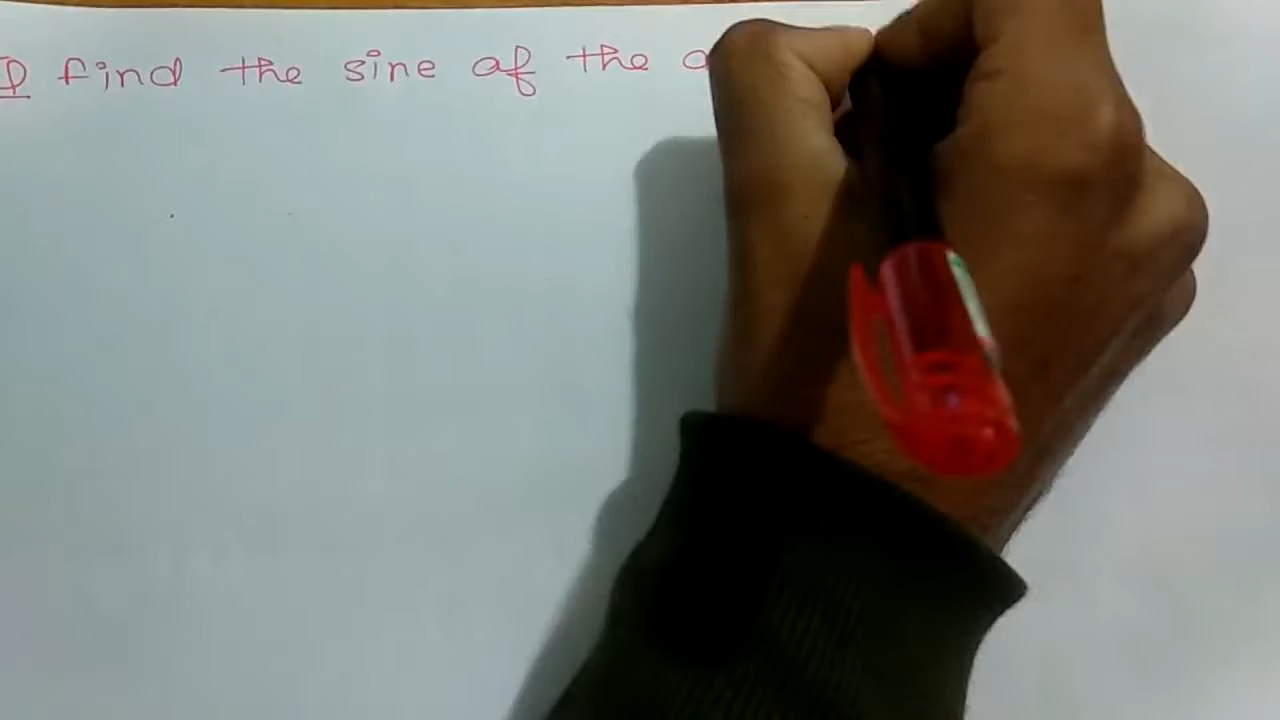 find the sine of the